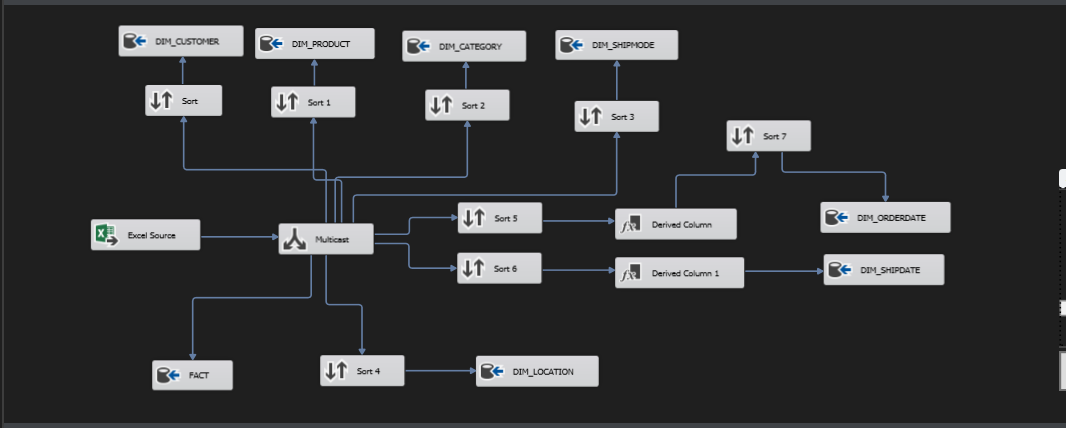 DIM_CUSTOMER
DIM_PRODUCT
DIM_CATEGORY
DIM_SHIPMODE
Sort
Sort 1
Sort 2
Sort 3
Sort 7
Excel Source
Multicast
Sort 5
Derived Column
DIM_ORDERDATE
Sort 6
Derived Column 1
DIM_SHIPDATE
FACT
Sort 4
DIM_LOCATION